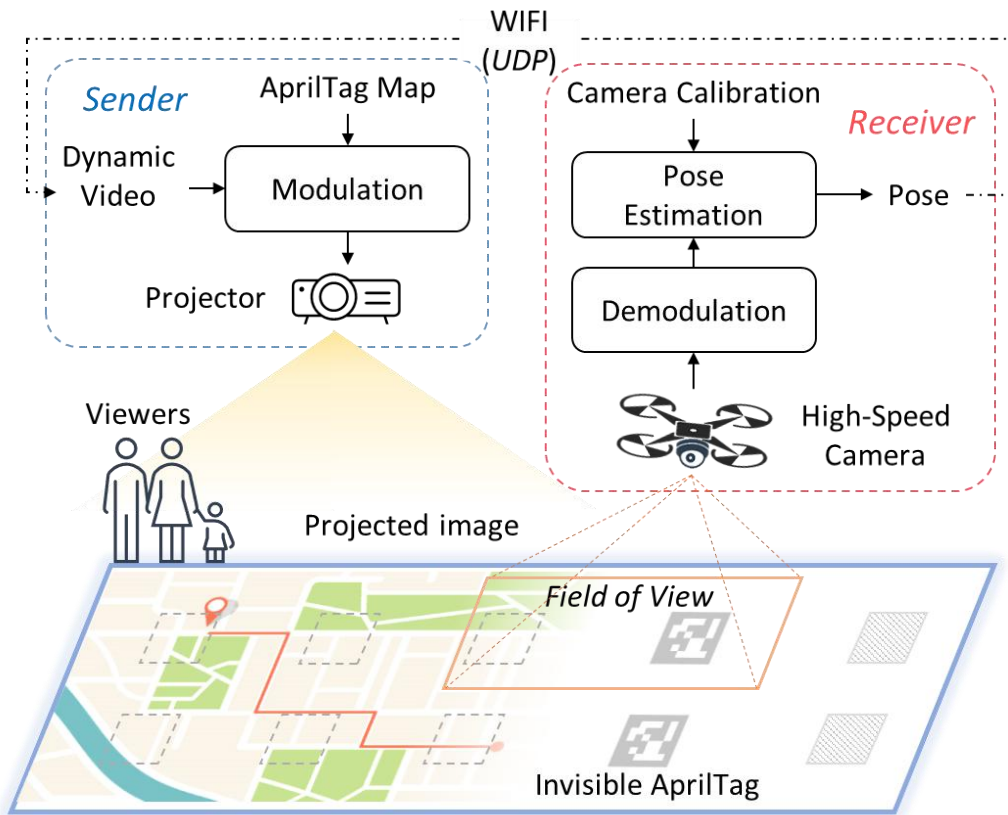 WIFI
(UDP)
Sender
AprilTag Map
Dynamic
Video
Modulation
Projector
Camera Calibration
Receiver
Pose
Estimation
Pose
Demodulation
High-Speed
Camera
Viewers
Projected image
Field of View
Invisible AprilTag